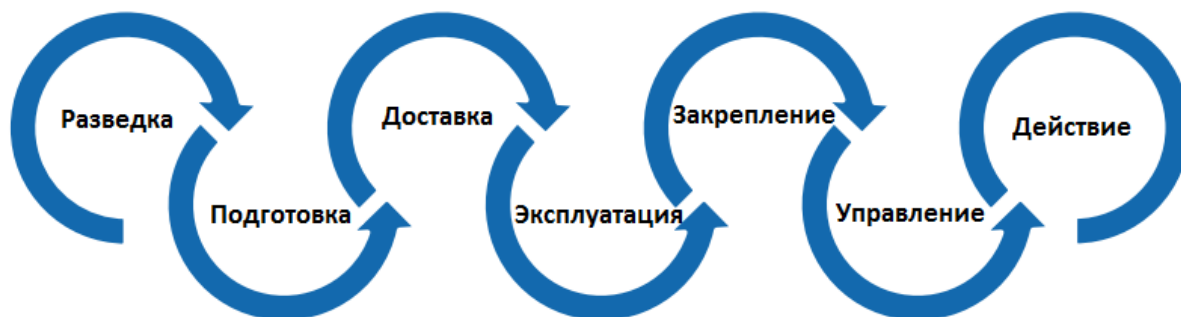 Разведка
Подготовка
Доставка
Эксплуатация
Закрепление
Управление
Действие